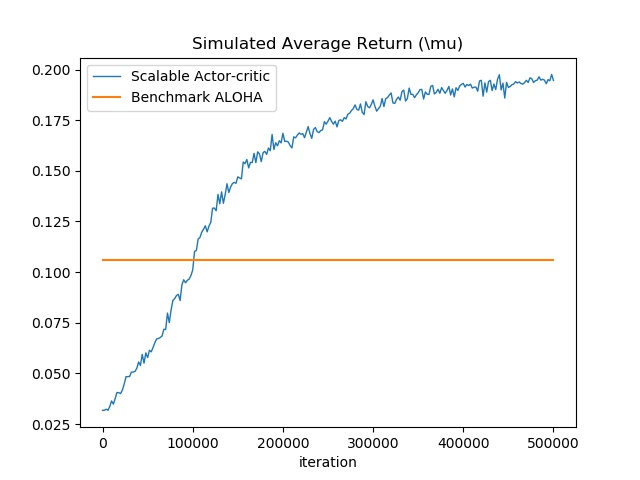 Simulated Average Return (\mu)
Scalable Actor-critic
Benchmark ALOHA
0.200
0.175
0.150
0.125
0.100
0.075
0.050
0.025
0 100000 200000 300000 400000 500000
iteration